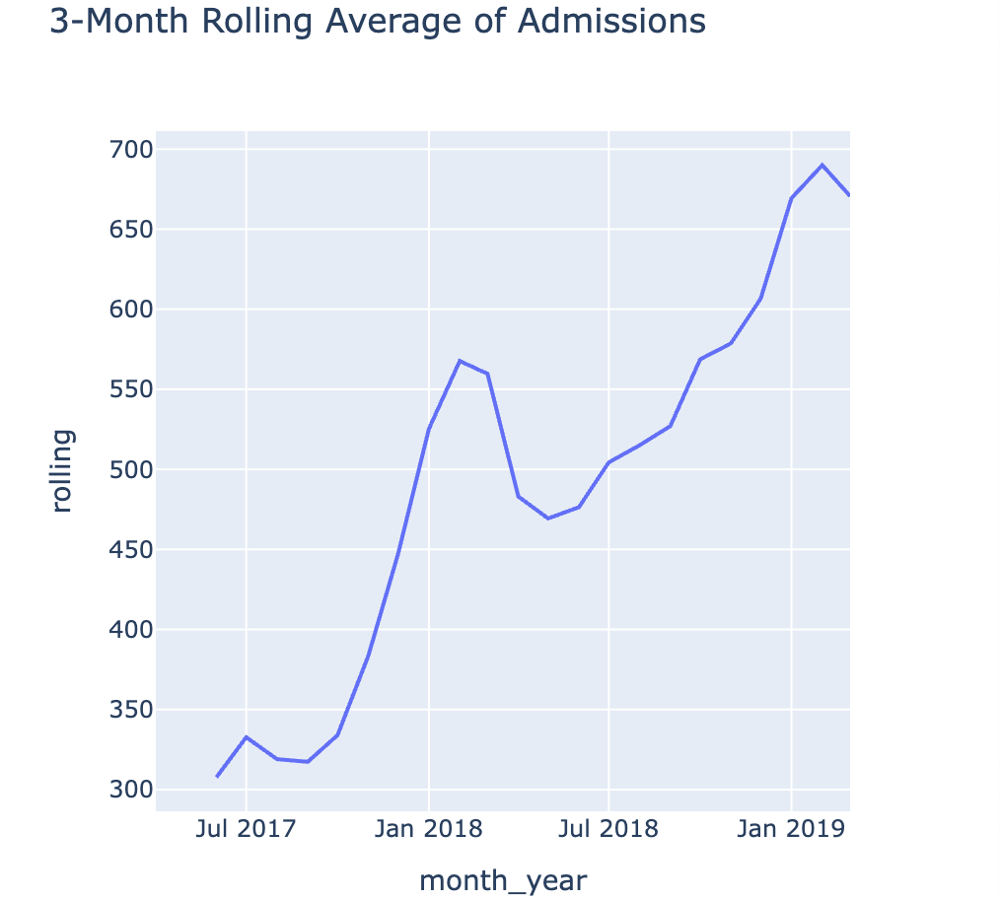 3-Month Rolling Average of Admissions
700
650
600
550
500
450
400
350
300
rolling
Jul 2017
Jan 2018
Jul 2018
Jan 2019
month_year